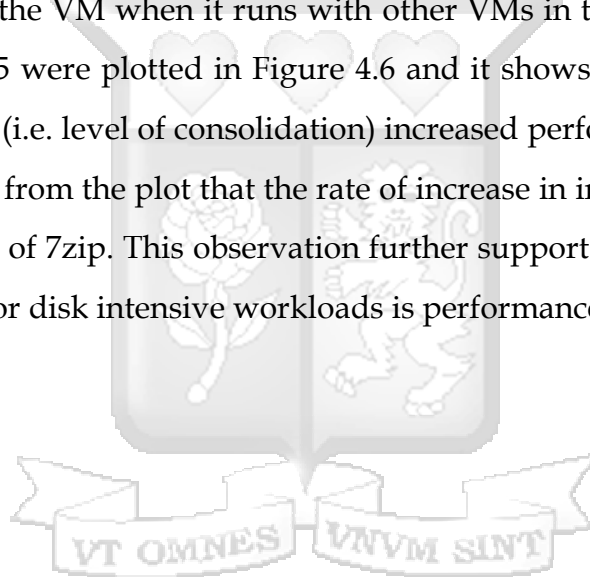 the VM when it runs with other VMs in t
5 were plotted in Figure 4.6 and it shows
(i.e. level of consolidation) increased perfo
from the plot that the rate of increase in in
of 7zip. This observation further support
or disk intensive workloads is performance
VT OMNES VNVM SINT